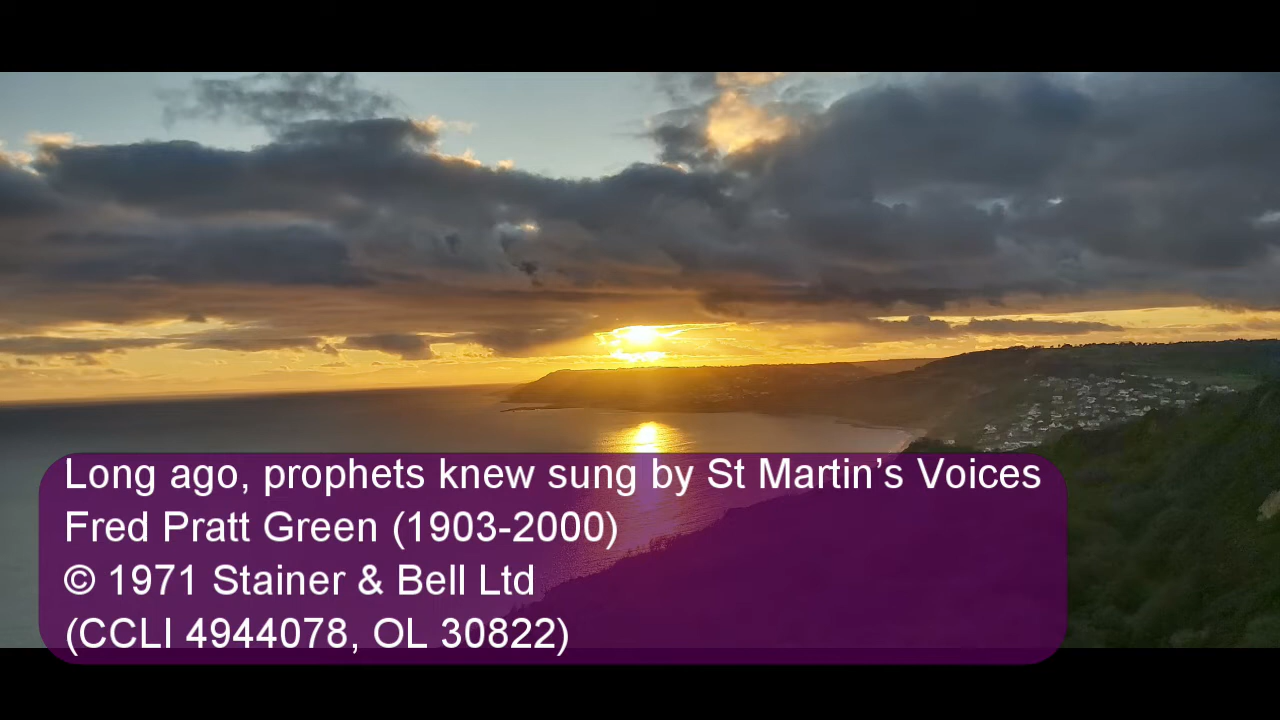 Long ago, prophets knew sung by St Martin’s Voices
Fred Pratt Green (1903-2000)
© 1971 Stainer & Bell Ltd
(CCLI 4944078, OL 30822)